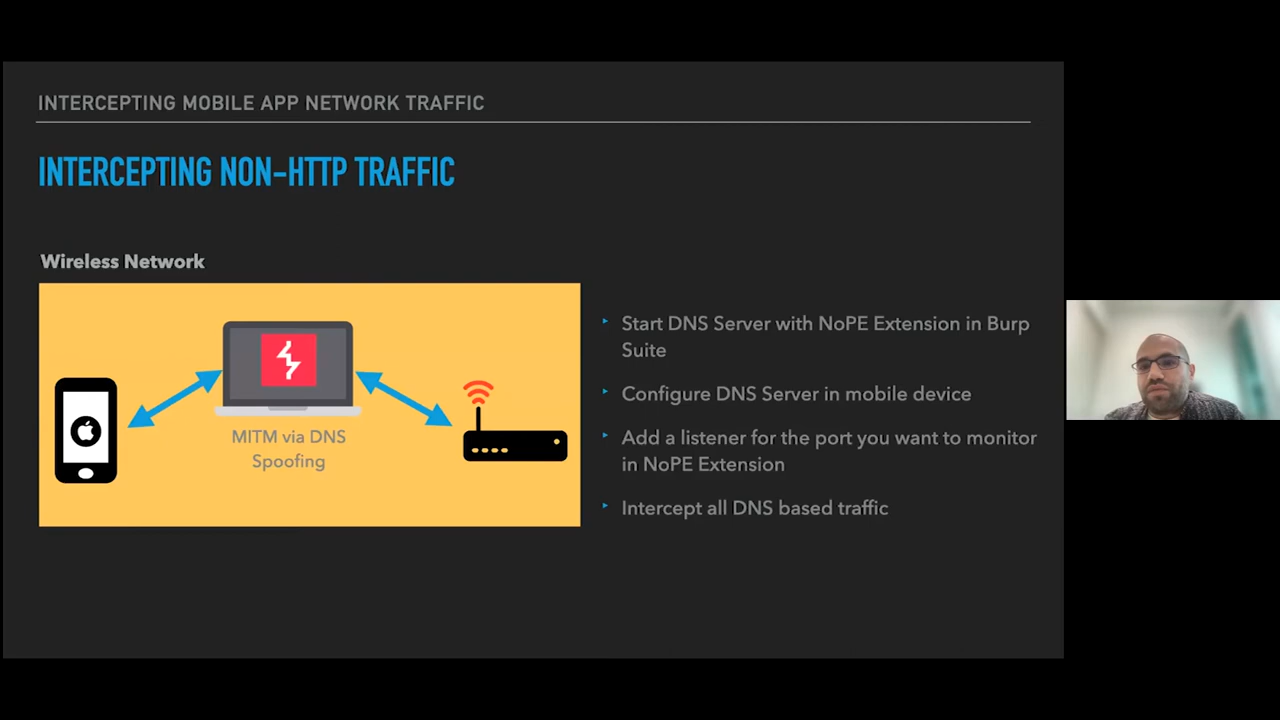 INTERCEPTING MOBILE APP NETWORK TRAFFIC
INTERCEPTING NON-HTTP TRAFFIC
Wireless Network
MITM via DNS
Spoofing
Start DNS Server with NoPE Extension in Burp
Suite
Configure DNS Server in mobile device
Add a listener for the port you want to monitor
in NoPE Extension
Intercept all DNS based traffic